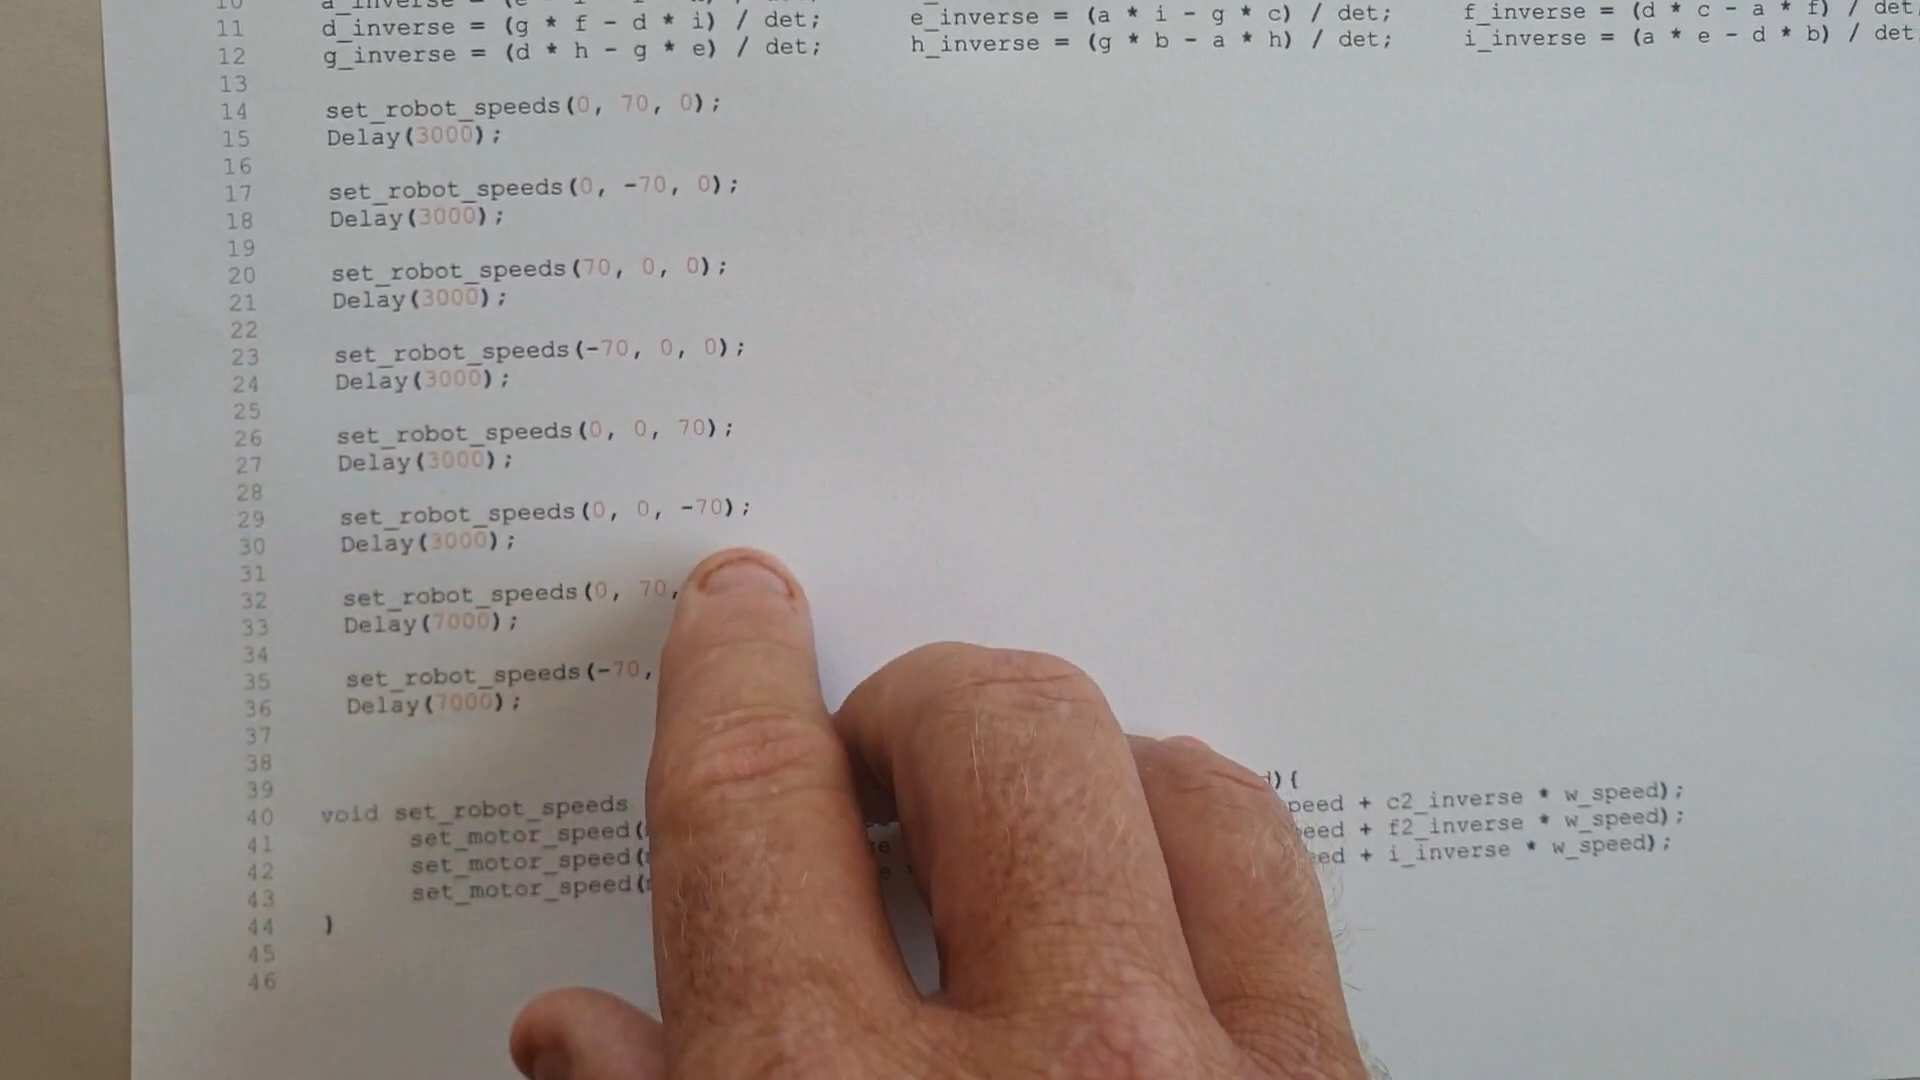 11 d_inverse = (g * f - d * i) / det; e_inverse = (a * i - g * c) / det; f_inverse = (d * c - a * f) / det
12 g_inverse = (d * h - g * e) / det; h_inverse = (g * b - a * h) / det; i_inverse = (a * e - d * b) / det
13
14 set_robot_speeds(0, 70, 0);
15 Delay(3000);
16
17 set_robot_speeds(0, -70, 0);
18 Delay(3000);
19
20 set_robot_speeds(70, 0, 0);
21 Delay(3000);
22
23 set_robot_speeds(-70, 0, 0);
24 Delay(3000);
25
26 set_robot_speeds(0, 0, 70);
27 Delay(3000);
28
29 set_robot_speeds(0, 0, -70);
30 Delay(3000);
31
32 set_robot_speeds(0, 70,
33 Delay(7000);
34
35 set_robot_speeds(-70,
36 Delay(7000);
37
38
39 ){
40 void set_robot_speeds + c2_inverse * w_speed);
41 set_motor_speed( + f2_inverse * w_speed);
42 set_motor_speed( + i_inverse * w_speed);
43 set_motor_speed(
44 }
45
46